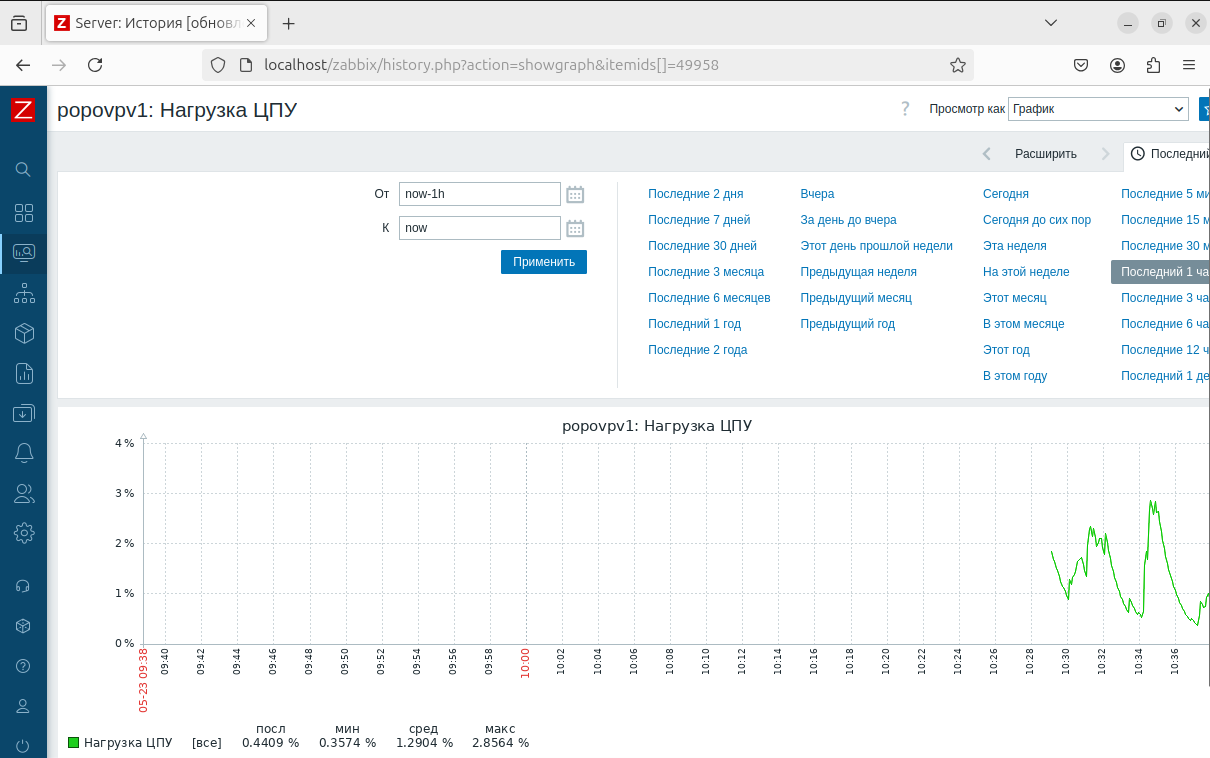 Z Server: История [обновл
localhost/zabbix/history.php?action=showgraph&itemids[]=49958
Z
popovpv1: Нагрузка ЦПУ
? Просмотр как График
Расширить Последний
От now-1h
К now
Применить
Последние 2 дня Вчера Сегодня Последние 5 ми
Последние 7 дней За день до вчера Сегодня до сих пор Последние 15 м
Последние 30 дней Этот день прошлой недели Эта неделя Последние 30 м
Последние 3 месяца Предыдущая неделя На этой неделе Последний 1 ча
Последние 6 месяцев Предыдущий месяц Этот месяц Последние 3 ча
Последний 1 год Предыдущий год В этом месяце Последние 6 ча
Последние 2 года Этот год Последние 12 ч
В этом году Последний 1 де
popovpv1: Нагрузка ЦПУ
4 %
3 %
2 %
1 %
0 %
05-23 09:38 09:40 09:42 09:44 09:46 09:48 09:50 09:52 09:54 09:56 09:58 10:00 10:02 10:04 10:06 10:08 10:10 10:12 10:14 10:16 10:18 10:20 10:22 10:24 10:26 10:28 10:30 10:32 10:34 10:36
посл мин сред макс
Нагрузка ЦПУ [все] 0.4409 % 0.3574 % 1.2904 % 2.8564 %